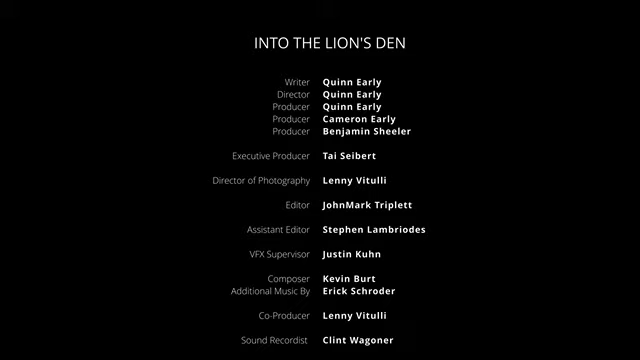 INTO THE LION'S DEN
Writer Quinn Early
Director Quinn Early
Producer Quinn Early
Producer Cameron Early
Producer Benjamin Sheeler
Executive Producer Tai Seibert
Director of Photography Lenny Vitulli
Editor JohnMark Triplett
Assistant Editor Stephen Lambriodes
VFX Supervisor Justin Kuhn
Composer Kevin Burt
Additional Music By Erick Schroder
Co-Producer Lenny Vitulli
Sound Recordist Clint Wagoner